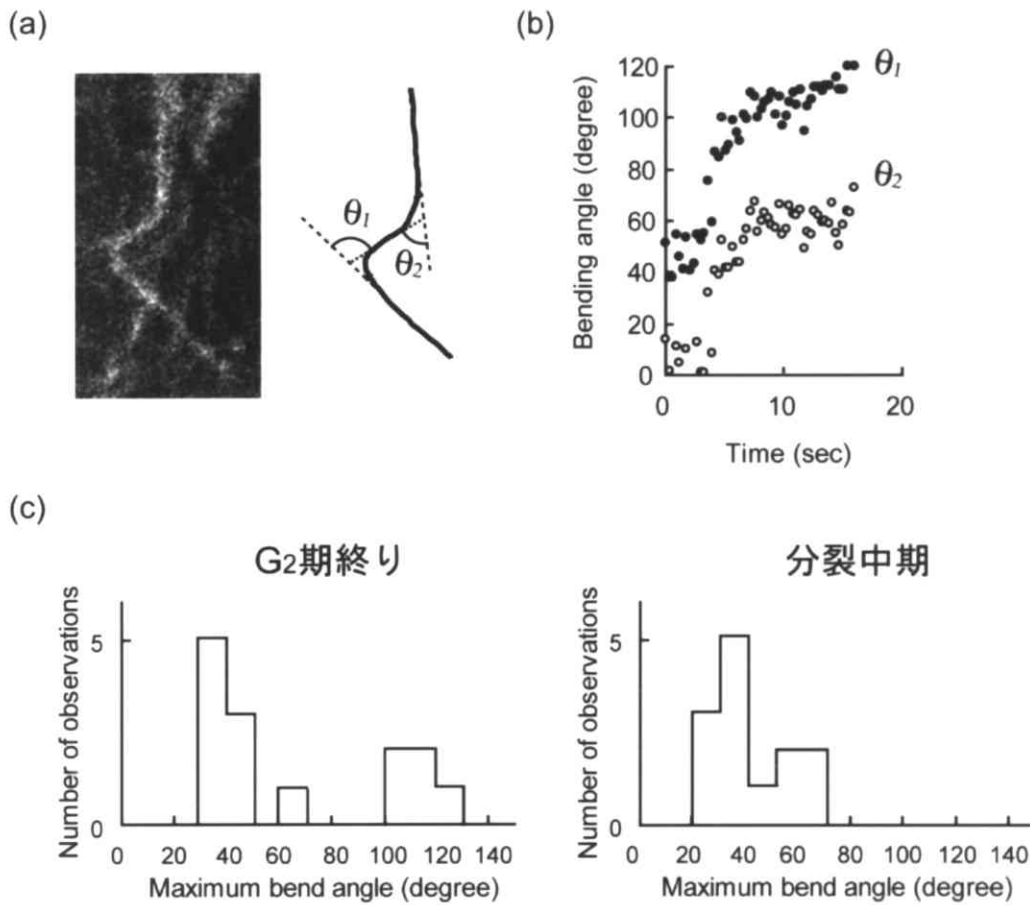 (a)
θ1
θ2
(b)
Bending angle (degree)
120
100
80
60
40
20
0
θ1
θ2
0
10
20
Time (sec)
(c)
G2期終り
Number of observations
5
0
0
20
40
60
80
100
120
140
Maximum bend angle (degree)
分裂中期
Number of observations
5
0
0
20
40
60
80
100
120
140
Maximum bend angle (degree)